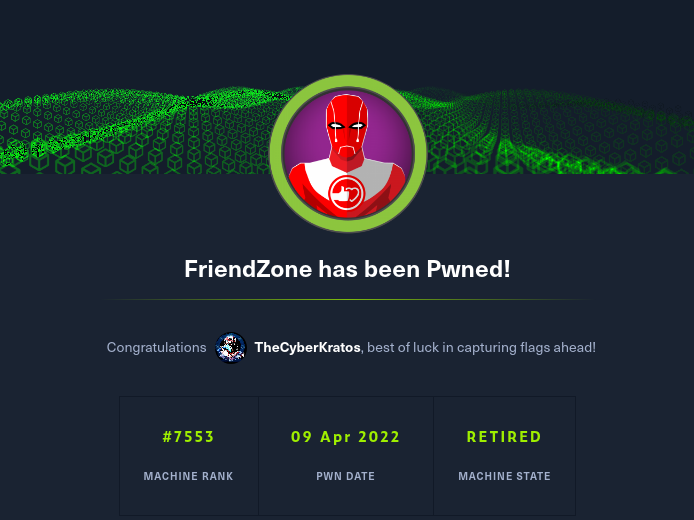 FriendZone has been Pwned!
Congratulations TheCyberKratos, best of luck in capturing flags ahead!
#7553 09 Apr 2022 RETIRED
MACHINE RANK PWN DATE MACHINE STATE